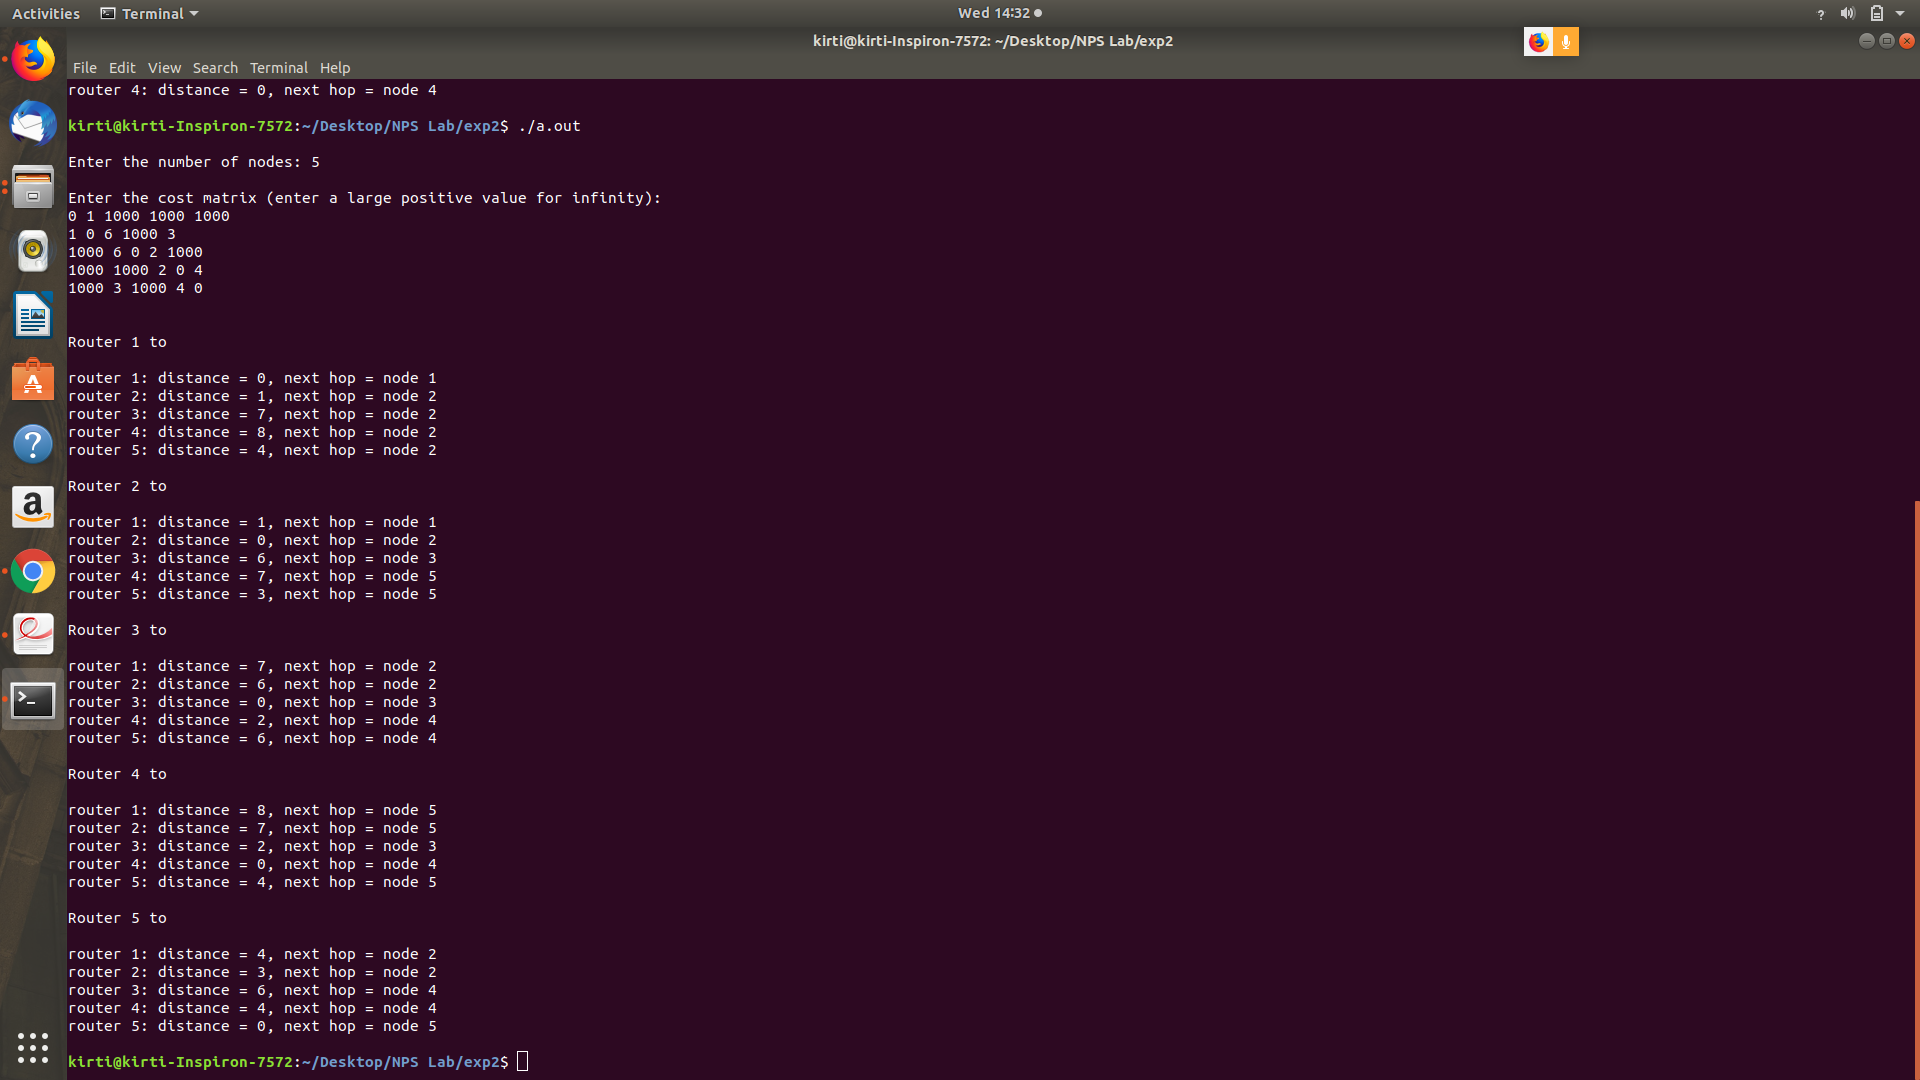 Activities Terminal Wed 14:32 ?
kirti@kirti-Inspiron-7572: ~/Desktop/NPS Lab/exp2
File Edit View Search Terminal Help
router 4: distance = 0, next hop = node 4
kirti@kirti-Inspiron-7572:~/Desktop/NPS Lab/exp2$ ./a.out
Enter the number of nodes: 5
Enter the cost matrix (enter a large positive value for infinity):
0 1 1000 1000 1000
1 0 6 1000 3
1000 6 0 2 1000
1000 1000 2 0 4
1000 3 1000 4 0
Router 1 to
router 1: distance = 0, next hop = node 1
router 2: distance = 1, next hop = node 2
router 3: distance = 7, next hop = node 2
router 4: distance = 8, next hop = node 2
router 5: distance = 4, next hop = node 2
Router 2 to
router 1: distance = 1, next hop = node 1
router 2: distance = 0, next hop = node 2
router 3: distance = 6, next hop = node 3
router 4: distance = 7, next hop = node 5
router 5: distance = 3, next hop = node 5
Router 3 to
router 1: distance = 7, next hop = node 2
router 2: distance = 6, next hop = node 2
router 3: distance = 0, next hop = node 3
router 4: distance = 2, next hop = node 4
router 5: distance = 6, next hop = node 4
Router 4 to
router 1: distance = 8, next hop = node 5
router 2: distance = 7, next hop = node 5
router 3: distance = 2, next hop = node 3
router 4: distance = 0, next hop = node 4
router 5: distance = 4, next hop = node 5
Router 5 to
router 1: distance = 4, next hop = node 2
router 2: distance = 3, next hop = node 2
router 3: distance = 6, next hop = node 4
router 4: distance = 4, next hop = node 4
router 5: distance = 0, next hop = node 5
kirti@kirti-Inspiron-7572:~/Desktop/NPS Lab/exp2$